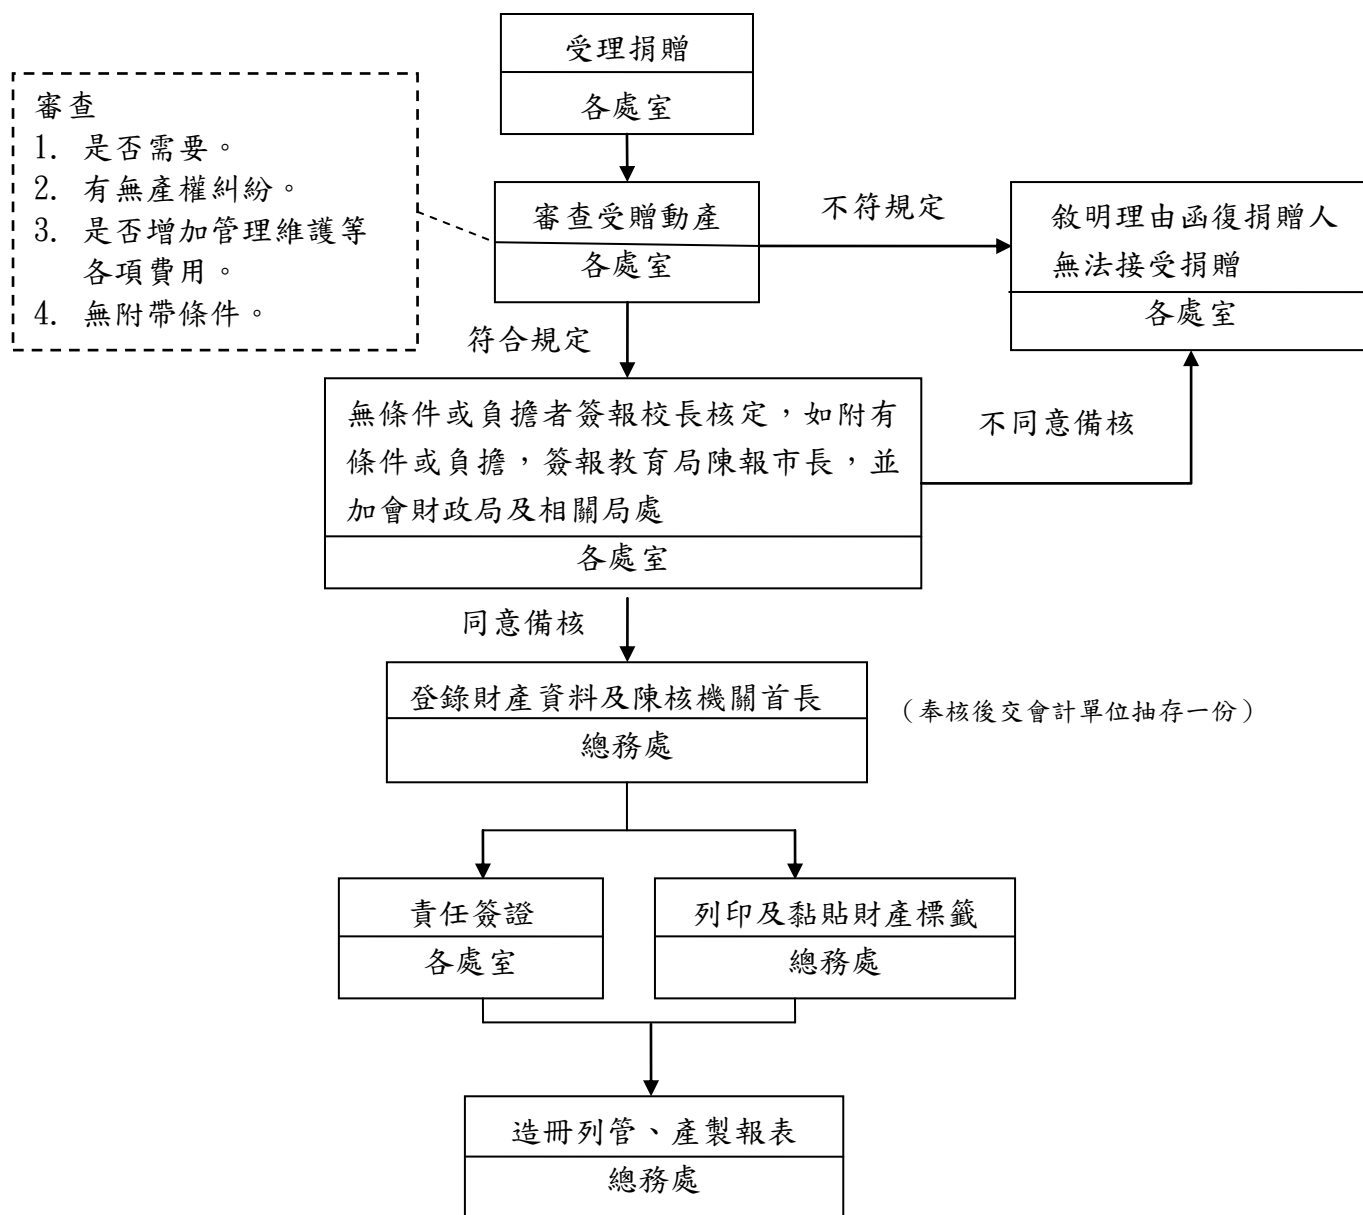 受理捐贈
各處室
審查
1. 是否需要。
2. 有無產權糾紛。
3. 是否增加管理維護等
各項費用。
4. 無附帶條件。
審查受贈動產
各處室
不符規定
敘明理由函復捐贈人
無法接受捐贈
各處室
符合規定
無條件或負擔者簽報校長核定，如附有
條件或負擔，簽報教育局陳報市長，並
加會財政局及相關局處
各處室
不同意備核
同意備核
登錄財產資料及陳核機關首長
總務處
（奉核後交會計單位抽存一份）
責任簽證
各處室
列印及黏貼財產標籤
總務處
造冊列管、產製報表
總務處